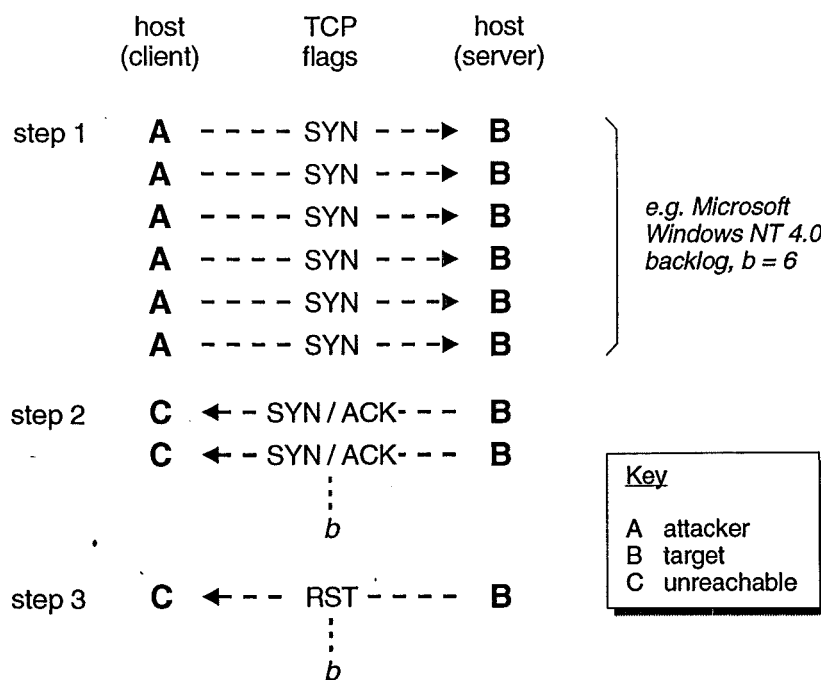 host TCP host
(client) flags (server)
step 1 A SYN B
A SYN B
A SYN B
A SYN B
A SYN B
A SYN B
e.g. Microsoft
Windows NT 4.0
backlog, b = 6
step 2 C SYN / ACK B
C SYN / ACK B
b
step 3 C RST B
b
Key
A attacker
B target
C unreachable